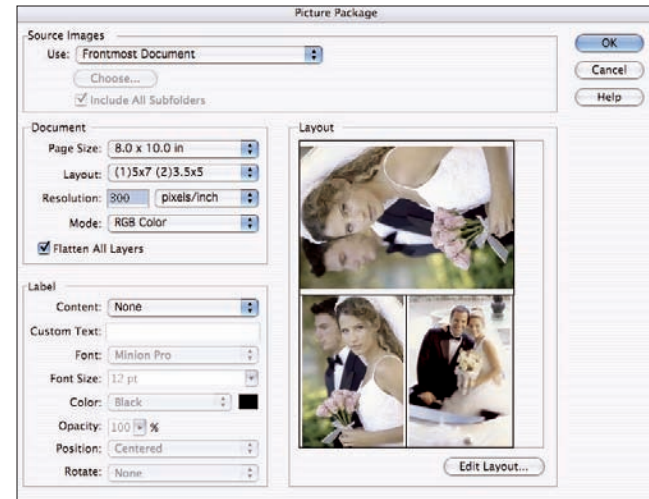 Picture Package
Source Images
Use: Frontmost Document
Choose...
Include All Subfolders
OK
Cancel
Help
Document
Page Size: 8.0 x 10.0 in
Layout: (1)5x7 (2)3.5x5
Resolution: 300 pixels/inch
Mode: RGB Color
Flatten All Layers
Label
Content: None
Custom Text:
Font: Minion Pro
Font Size: 12 pt
Color: Black
Opacity: 100 %
Position: Centered
Rotate: None
Layout
Edit Layout...